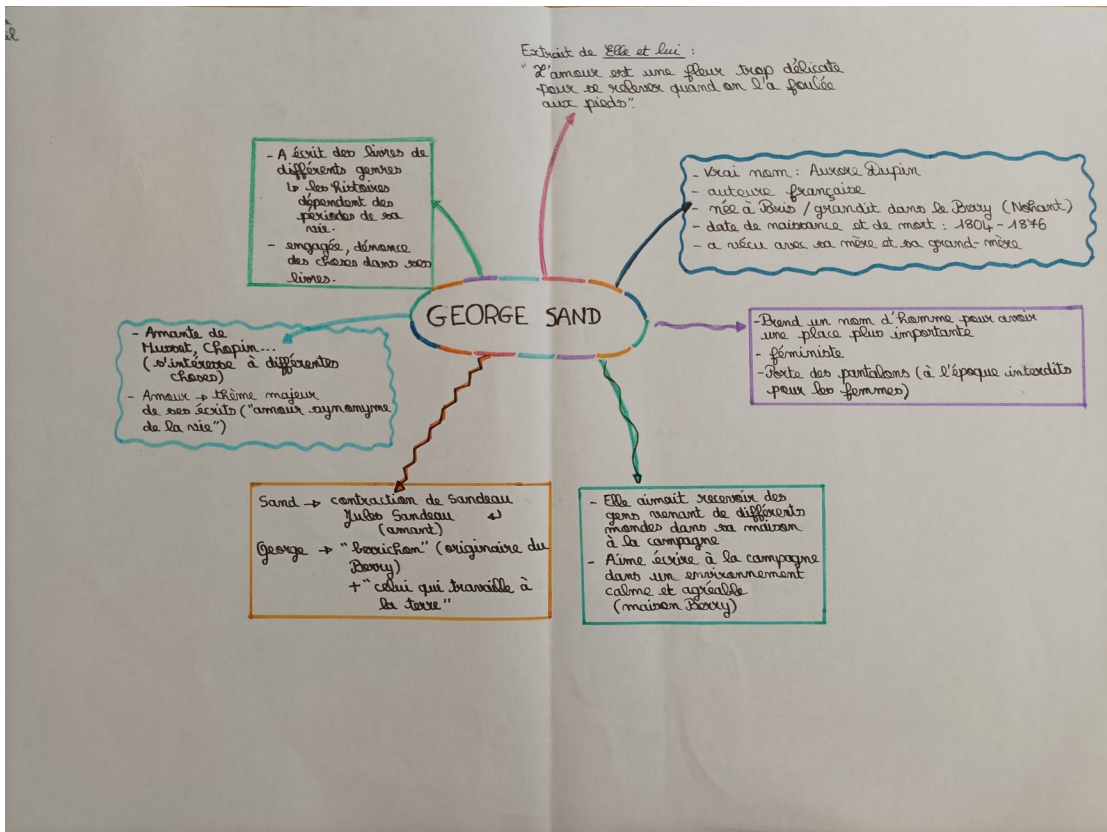 Extrait de Elle et lui :
"L'amour est une fleur trop délicate
pour se relever quand on l'a foulée
aux pieds".
- A écrit des livres de
différents genres
↳ les histoires
dépendent des
périodes de sa
vie.
- engagée, dénonce
des choses dans ses
livres.
- vrai nom : Aurore Dupin
- auteure française
- née à Paris / grandit dans le Berry (Nohant)
- date de naissance et de mort : 1804 - 1876
- a vécu avec sa mère et sa grand-mère
GEORGE SAND
- Amante de
Musset, Chopin...
(s'intéresse à différentes
choses)
- Amour → thème majeur
de ses écrits ("amour synonyme
de la vie")
- Prend un nom d'homme pour avoir
une place plus importante
- féministe
- Porte des pantalons (à l'époque interdits
pour les femmes)
Sand → contraction de Sandeau
Jules Sandeau ↲
(amant)
George → "berrichon" (originaire du
Berry)
+ "celui qui travaille à
la terre"
- Elle aimait recevoir des
gens venant de différents
mondes dans sa maison
à la campagne
- Aime écrire à la campagne
dans un environnement
calme et agréable
(maison Berry)